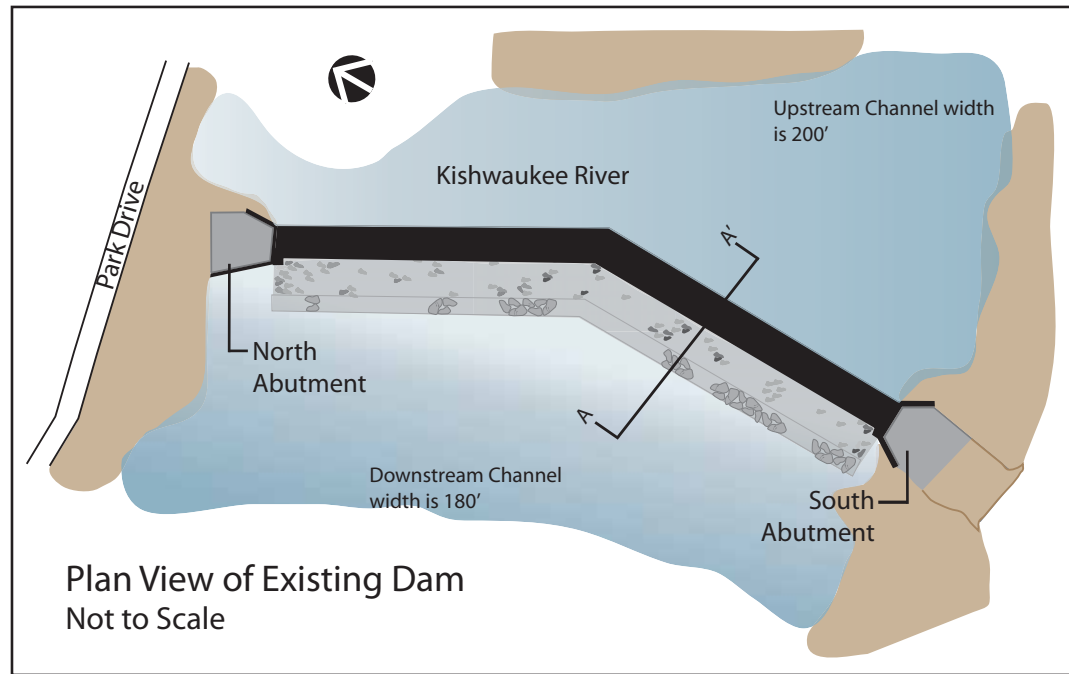 Upstream Channel width
is 200'
Kishwaukee River
Park Drive
A'
North
Abutment
A
Downstream Channel
width is 180'
South
Abutment
Plan View of Existing Dam
Not to Scale